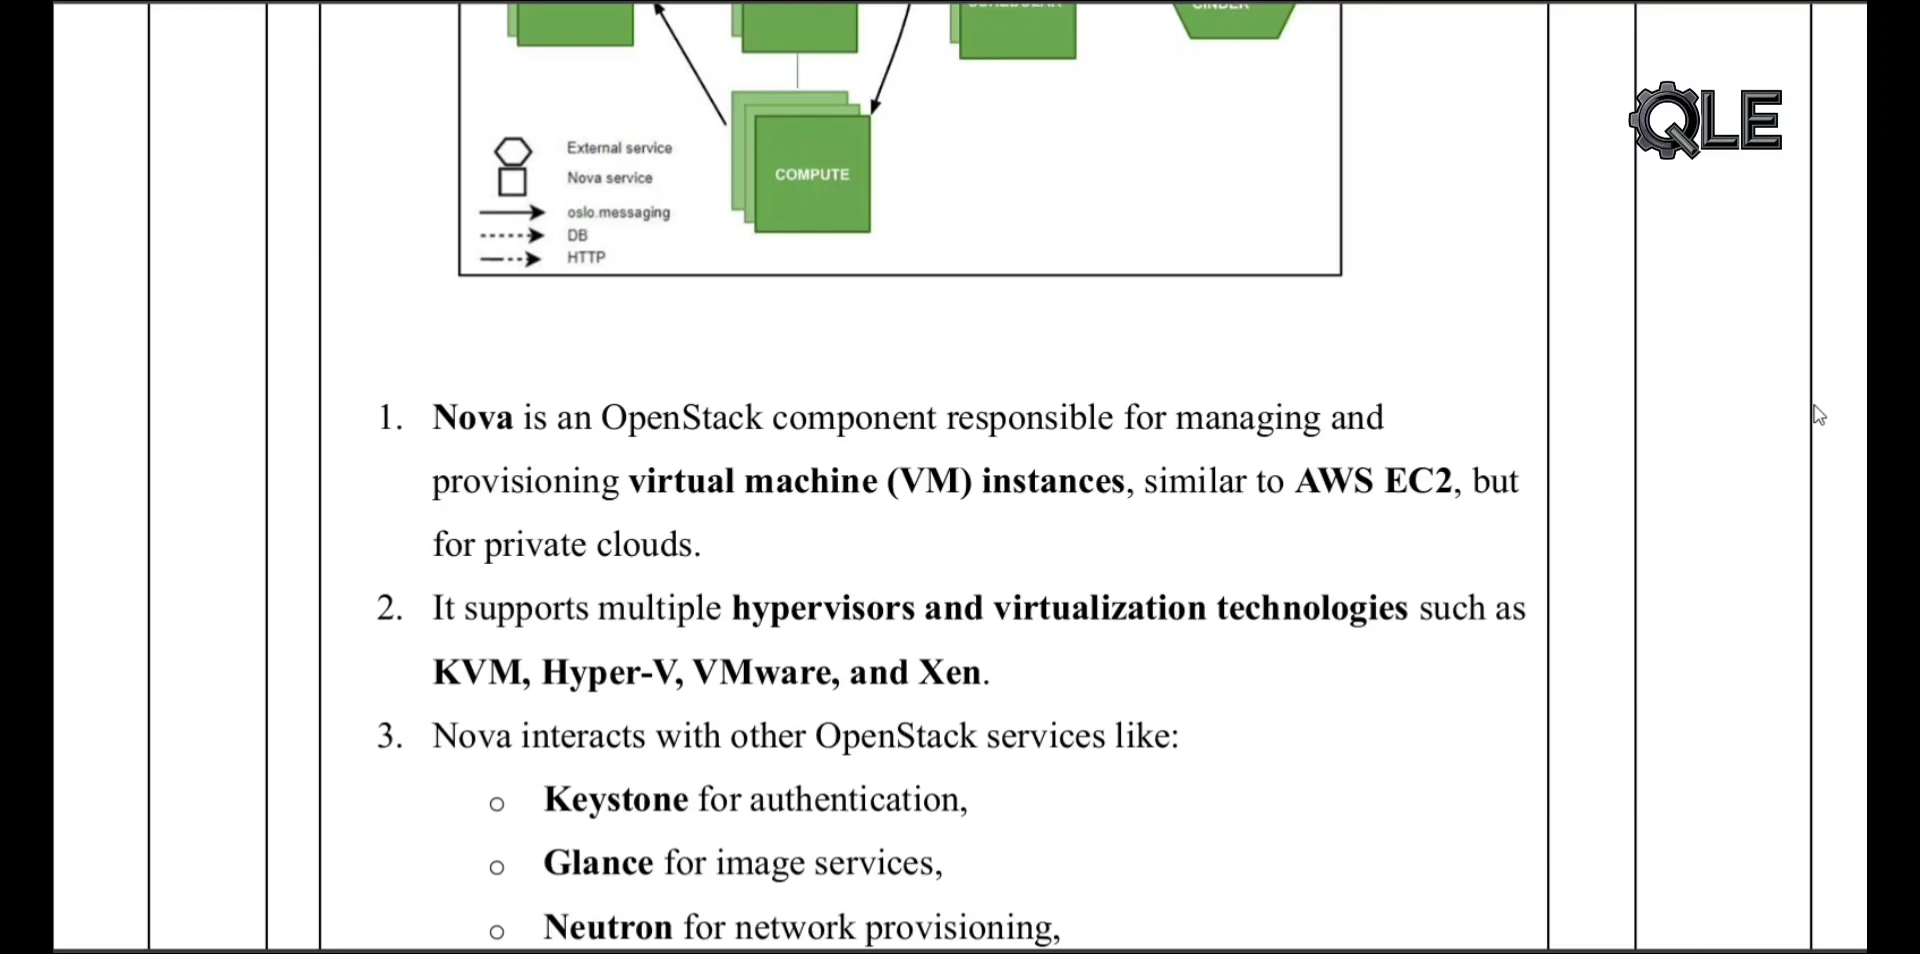 QLE
External service
Nova service
COMPUTE
oslo.messaging
DB
HTTP
1. Nova is an OpenStack component responsible for managing and
provisioning virtual machine (VM) instances, similar to AWS EC2, but
for private clouds.
2. It supports multiple hypervisors and virtualization technologies such as
KVM, Hyper-V, VMware, and Xen.
3. Nova interacts with other OpenStack services like:
o Keystone for authentication,
o Glance for image services,
o Neutron for network provisioning,